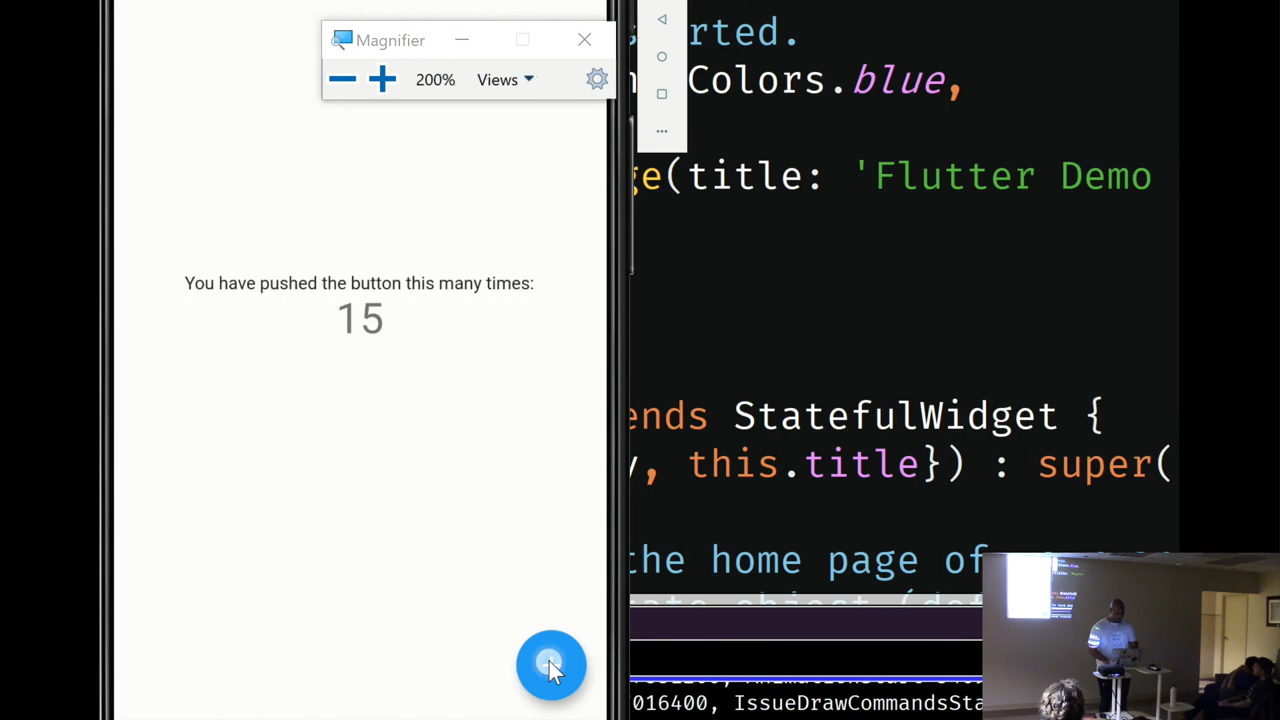 Magnifier
200% Views
You have pushed the button this many times:
15
rted.
Colors.blue,
ge(title: 'Flutter Demo
ends StatefulWidget {
y, this.title}) : super(
the home page of
016400, IssueDrawCommandsSta